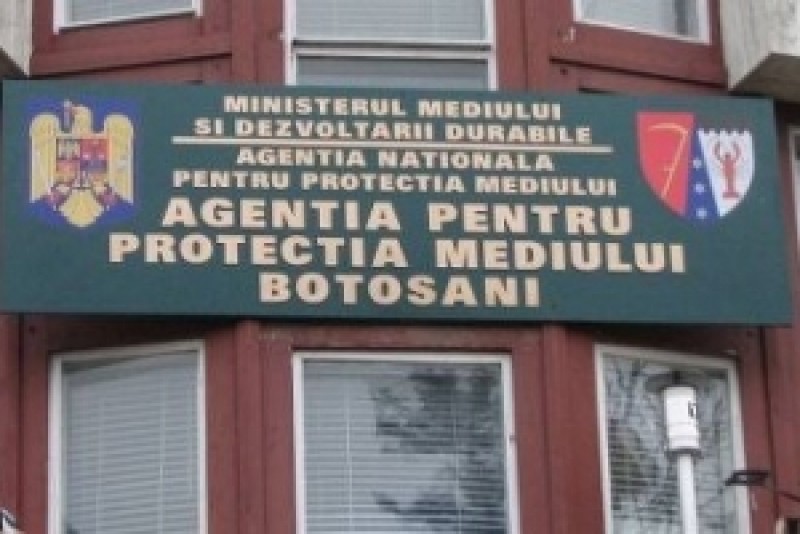 MINISTERUL MEDIULUI
SI DEZVOLTARII DURABILE
AGENTIA NATIONALA
PENTRU PROTECTIA MEDIULUI
AGENTIA PENTRU
PROTECTIA MEDIULUI
BOTOSANI